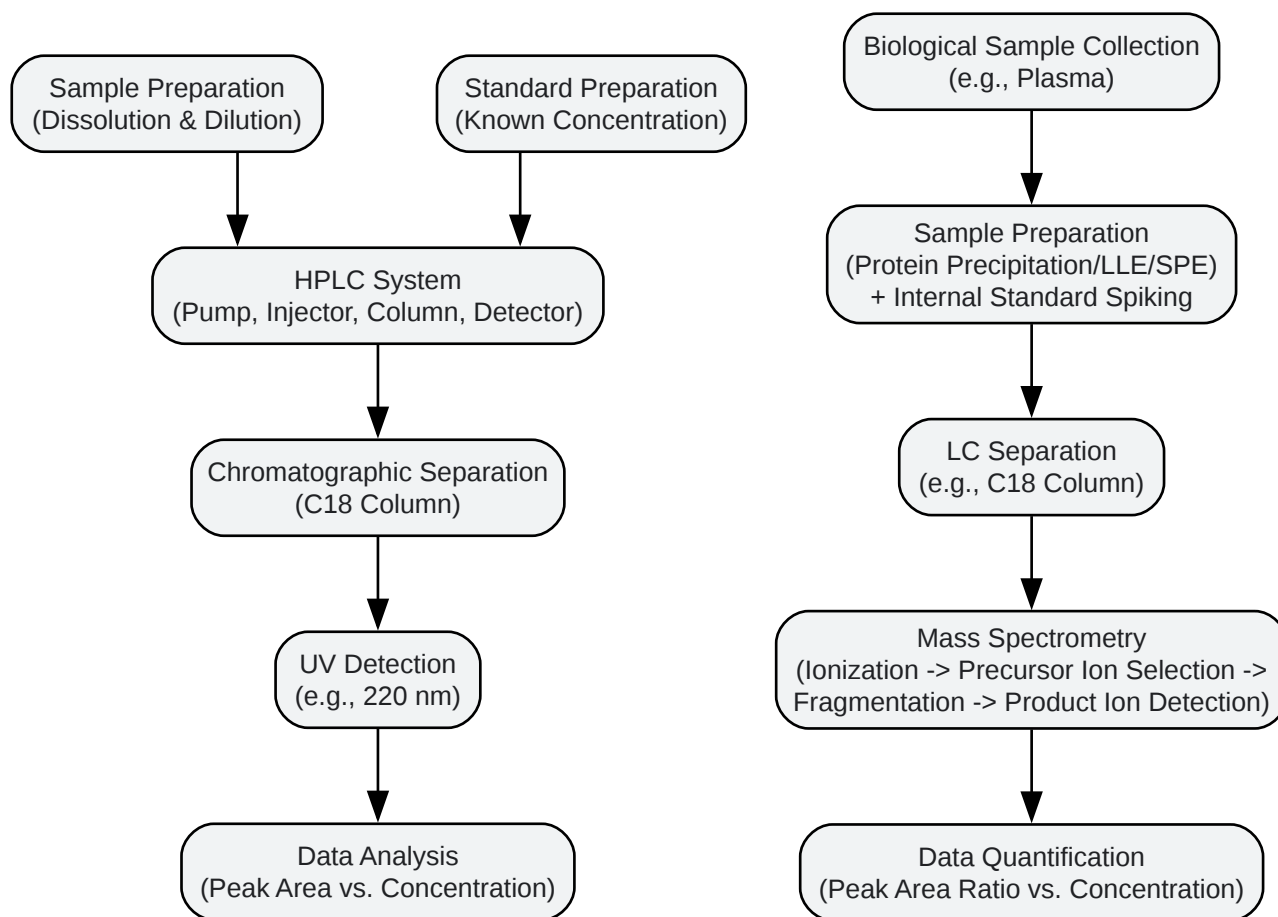 Sample Preparation
(Dissolution & Dilution)
Standard Preparation
(Known Concentration)
HPLC System
(Pump, Injector, Column, Detector)
Chromatographic Separation
(C18 Column)
UV Detection
(e.g., 220 nm)
Data Analysis
(Peak Area vs. Concentration)
Biological Sample Collection
(e.g., Plasma)
Sample Preparation
(Protein Precipitation/LLE/SPE)
+ Internal Standard Spiking
LC Separation
(e.g., C18 Column)
Mass Spectrometry
(Ionization -> Precursor Ion Selection ->
Fragmentation -> Product Ion Detection)
Data Quantification
(Peak Area Ratio vs. Concentration)